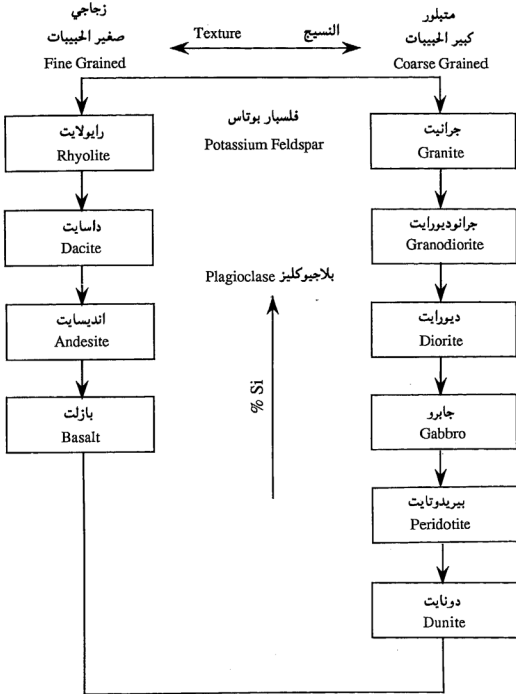 زجاجي
صغير الحبيبات
Fine Grained
Texture النسيج
متبلور
كبير الحبيبات
Coarse Grained
رايولايت
Rhyolite
فلسبار بوتاس
Potassium Feldspar
جرانيت
Granite
داسايت
Dacite
جرانوديورايت
Granodiorite
Plagioclase بلاجيوكليز
انديسايت
Andesite
ديورايت
Diorite
% Si
بازلت
Basalt
جابرو
Gabbro
بيريدوتايت
Peridotite
دونايت
Dunite